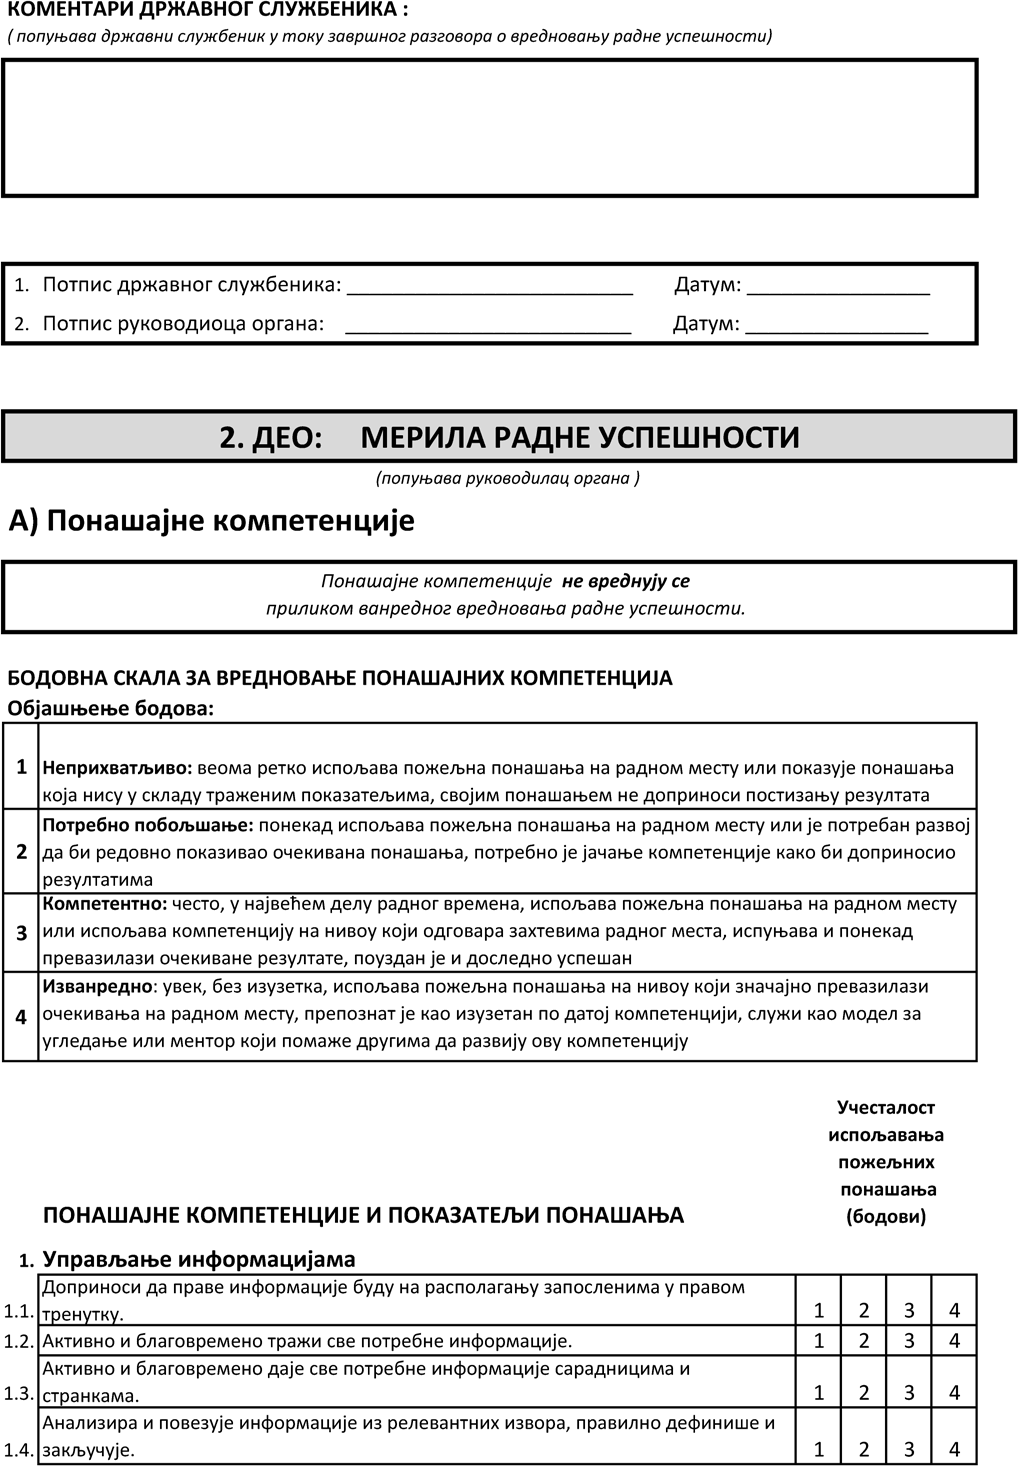 КОМЕНТАРИ ДРЖАВНОГ СЛУЖБЕНИКА :
( попуњава државни службеник у току завршног разговора о вредновању радне успешности)
1. Потпис државног службеника: __________________________ Датум: _________________
2. Потпис руководиоца органа: __________________________ Датум: _________________
2. ДЕО: МЕРИЛА РАДНЕ УСПЕШНОСТИ
(попуњава руководилац органа )
А) Понашајне компетенције
Понашајне компетенције не вреднују се
приликом ванредног вредновања радне успешности.
БОДОВНА СКАЛА ЗА ВРЕДНОВАЊЕ ПОНАШАЈНИХ КОМПЕТЕНЦИЈА
Објашњење бодова:
1 Неприхватљиво: веома ретко испољава пожељна понашања на радном месту или показује понашања
која нису у складу траженим показатељима, својим понашањем не доприноси постизању резултата
Потребно побољшање: понекад испољава пожељна понашања на радном месту или је потребан развој
2 да би редовно показивао очекивана понашања, потребно је јачање компетенције како би доприносио
резултатима
Компетентно: често, у највећем делу радног времена, испољава пожељна понашања на радном месту
3 или испољава компетенцију на нивоу који одговара захтевима радног места, испуњава и понекад
превазилази очекиване резултате, поуздан је и доследно успешан
Изванредно: увек, без изузетка, испољава пожељна понашања на нивоу који значајно превазилази
4 очекивања на радном месту, препознат је као изузетан по датој компетенцији, служи као модел за
угледање или ментор који помаже другима да развију ову компетенцију
Учесталост
испољавања
пожељних
понашања
ПОНАШАЈНЕ КОМПЕТЕНЦИЈЕ И ПОКАЗАТЕЉИ ПОНАШАЊА (бодови)
1. Управљање информацијама
Доприноси да праве информације буду на располагању запосленима у правом
1.1. тренутку. 1 2 3 4
1.2. Активно и благовремено тражи све потребне информације. 1 2 3 4
Активно и благовремено даје све потребне информације сарадницима и
1.3. странкама. 1 2 3 4
Анализира и повезује информације из релевантних извора, правилно дефинише и
1.4. закључује. 1 2 3 4